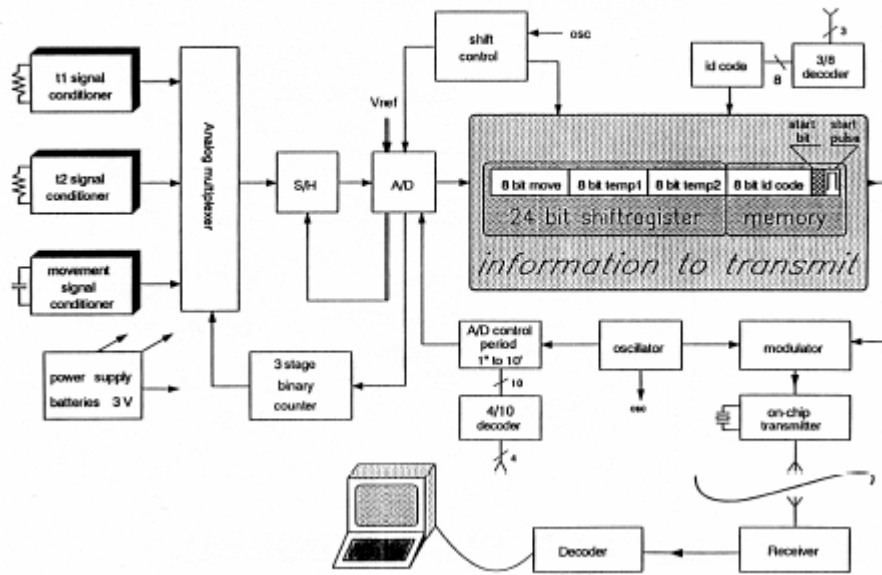 t1 signal
conditioner
t2 signal
conditioner
movement
signal
conditioner
power supply
batteries 3 V
Analog multiplexer
3 stage
binary
counter
S/H
Vref
A/D
shift
control
osc
id code
8
3/8
decoder
3
start
bit
start
pulse
8 bit move
8 bit temp1
8 bit temp2
8 bit id code
24 bit shiftregister
memory
information to transmit
A/D control
period
1" to 10'
10
4/10
decoder
4
oscillator
osc
modulator
on-chip
transmitter
Receiver
Decoder